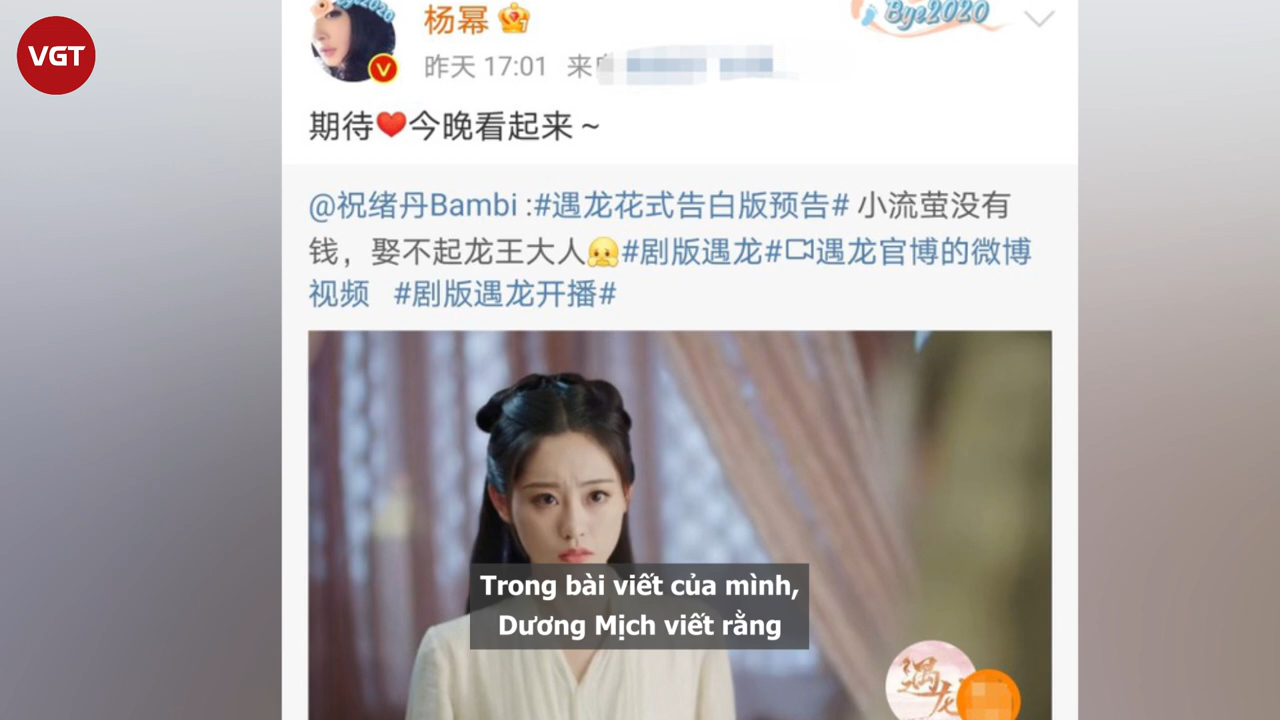 VGT
杨幂
Bye2020
昨天 17:01 来
期待❤️今晚看起来~
@祝绪丹Bambi :#遇龙花式告白版预告# 小流萤没有
钱，娶不起龙王大人#剧版遇龙#遇龙官博的微博
视频 #剧版遇龙开播#
Trong bài viết của mình,
Dương Mịch viết rằng
遇龙